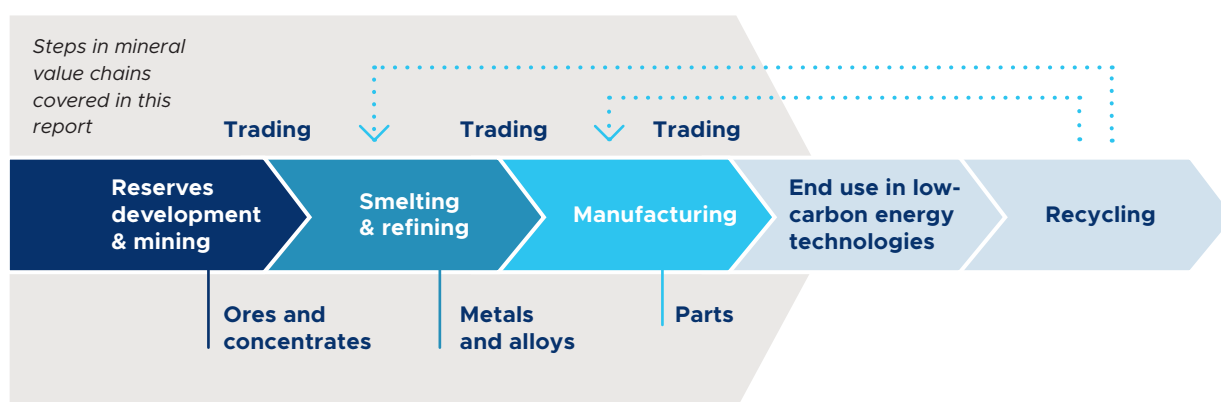 Steps in mineral
value chains
covered in this
report
Trading
Trading
Trading
Reserves
development
& mining
Smelting
& refining
Manufacturing
End use in low-
carbon energy
technologies
Recycling
Ores and
concentrates
Metals
and alloys
Parts